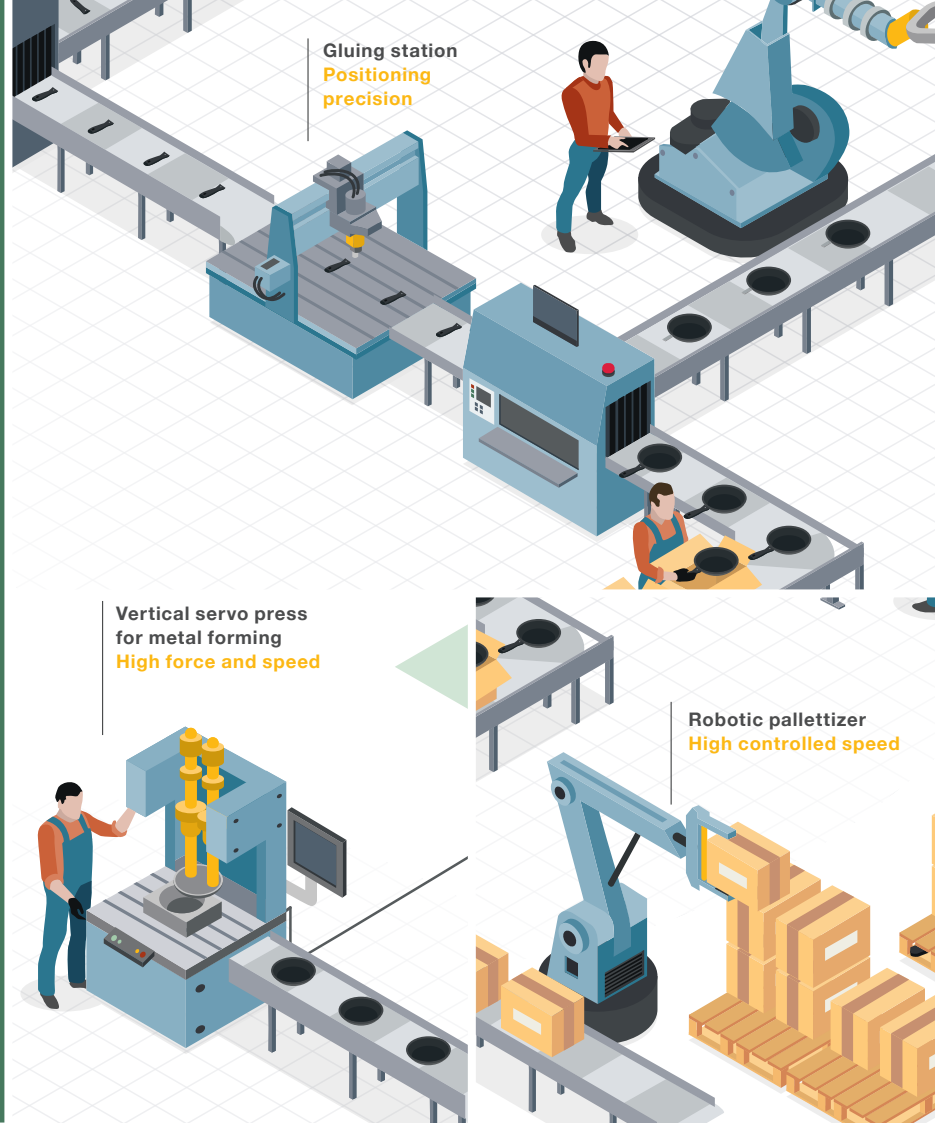 Gluing station
Positioning
precision
Vertical servo press
for metal forming
High force and speed
Robotic pallettizer
High controlled speed